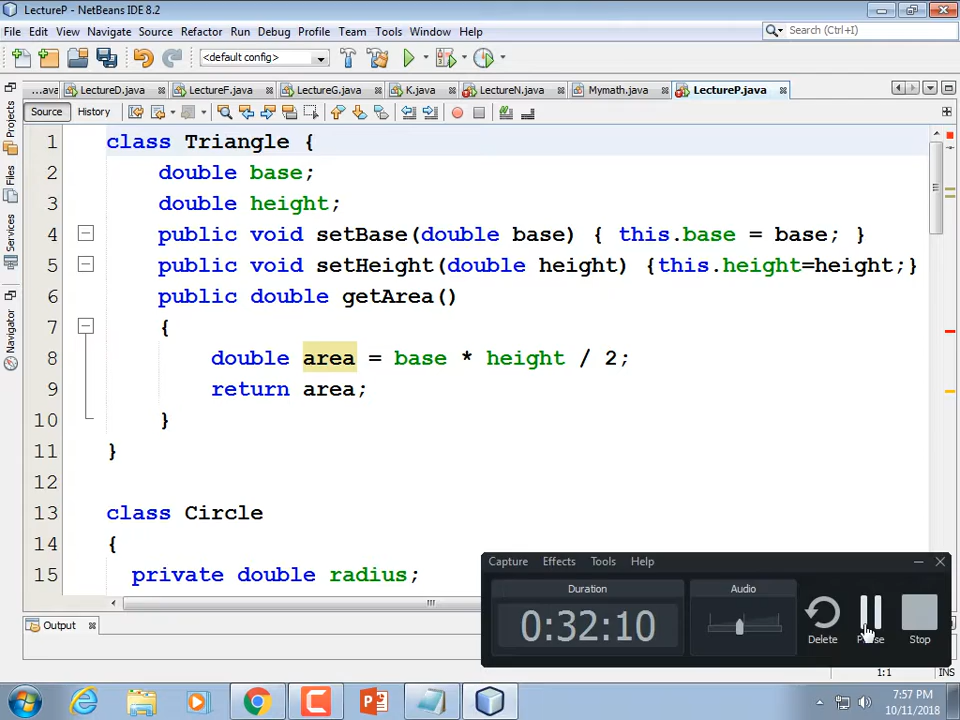 LectureP - NetBeans IDE 8.2
File Edit View Navigate Source Refactor Run Debug Profile Team Tools Window Help
Search (Ctrl+I)
<default config>
...ava LectureD.java LectureF.java LectureG.java K.java LectureN.java Mymath.java LectureP.java
Source History
Projects
Files
Services
Navigator
1 class Triangle {
2 double base;
3 double height;
4 public void setBase(double base) { this.base = base; }
5 public void setHeight(double height) {this.height=height;}
6 public double getArea()
7 {
8 double area = base * height / 2;
9 return area;
10 }
11 }
12
13 class Circle
14 {
15 private double radius;
Capture Effects Tools Help
Duration
0:32:10
Audio
Delete Pause Stop
Output
1:1 INS
7:57 PM
10/11/2018